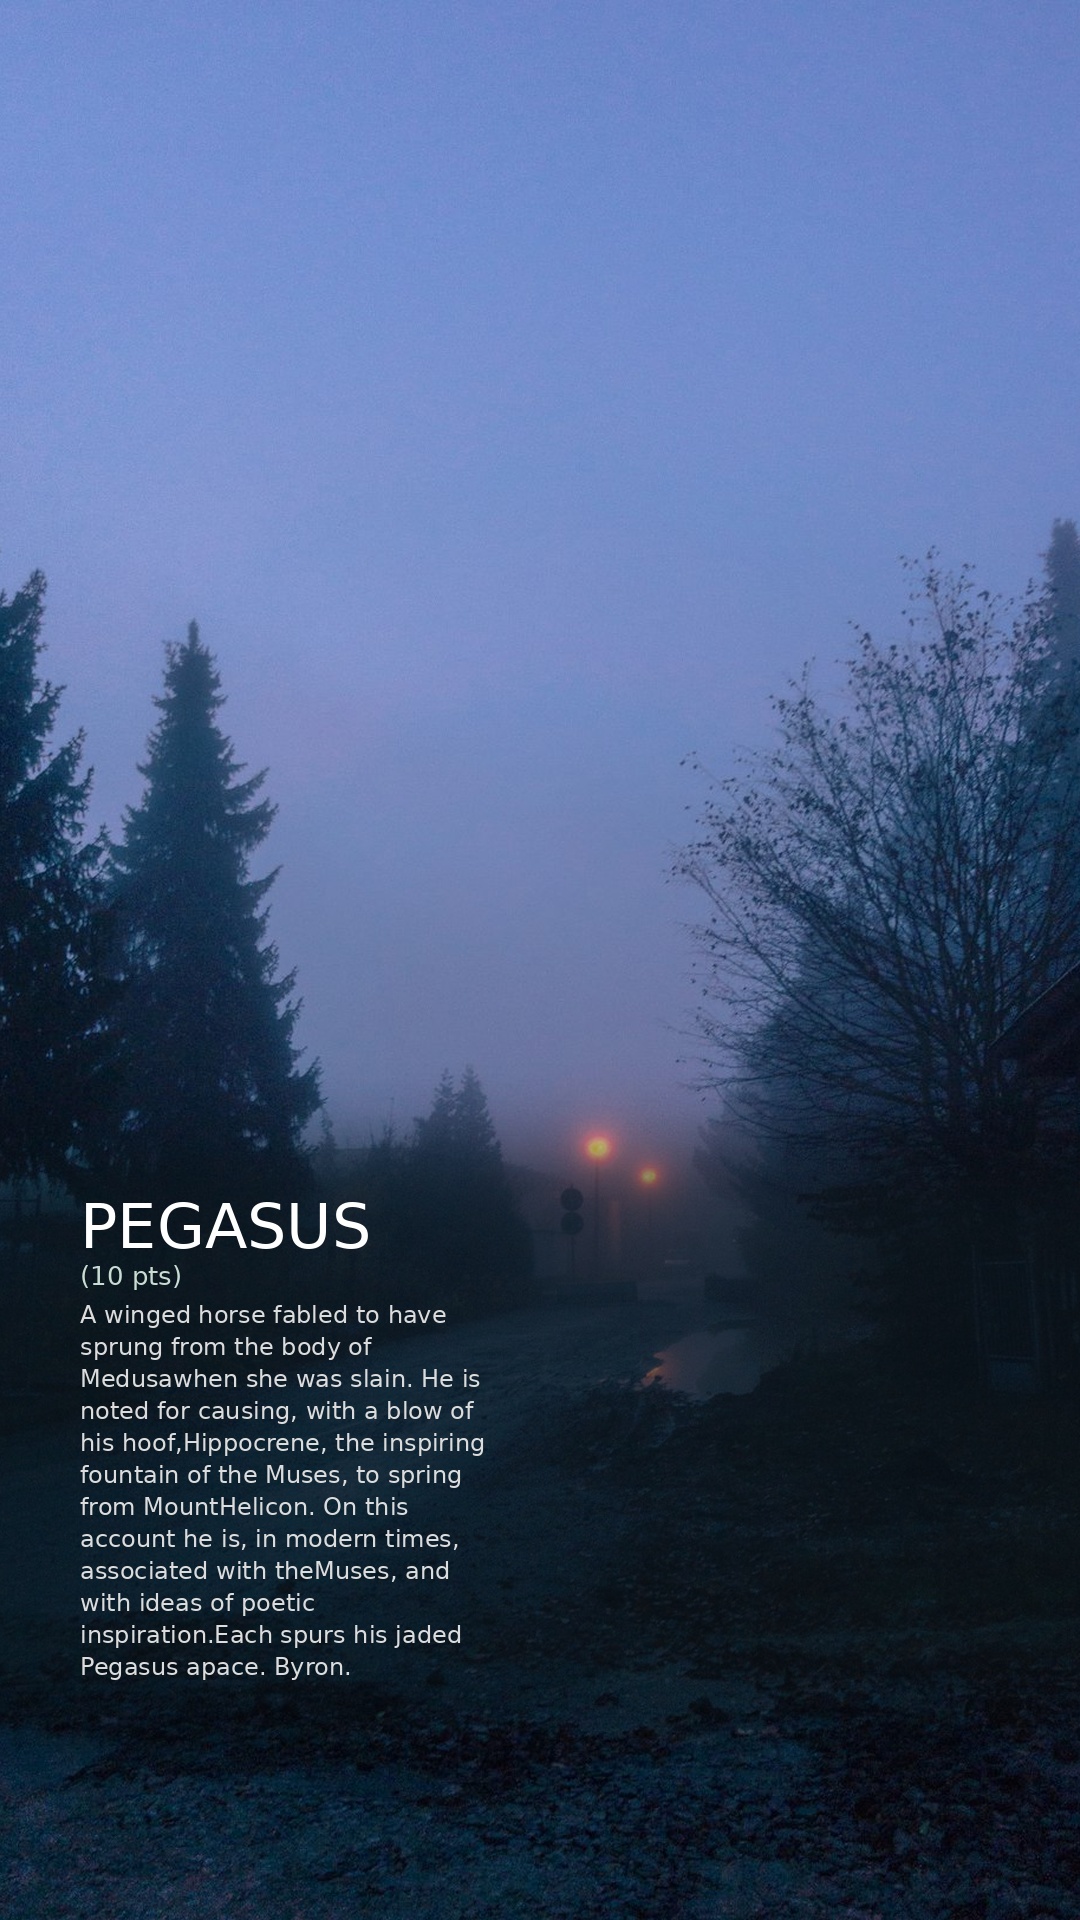 PEGASUS
(10 pts)
A winged horse fabled to have
sprung from the body of
Medusawhen she was slain. He is
noted for causing, with a blow of
his hoof,Hippocrene, the inspiring
fountain of the Muses, to spring
from MountHelicon. On this
account he is, in modern times,
associated with theMuses, and
with ideas of poetic
inspiration.Each spurs his jaded
Pegasus apace. Byron.